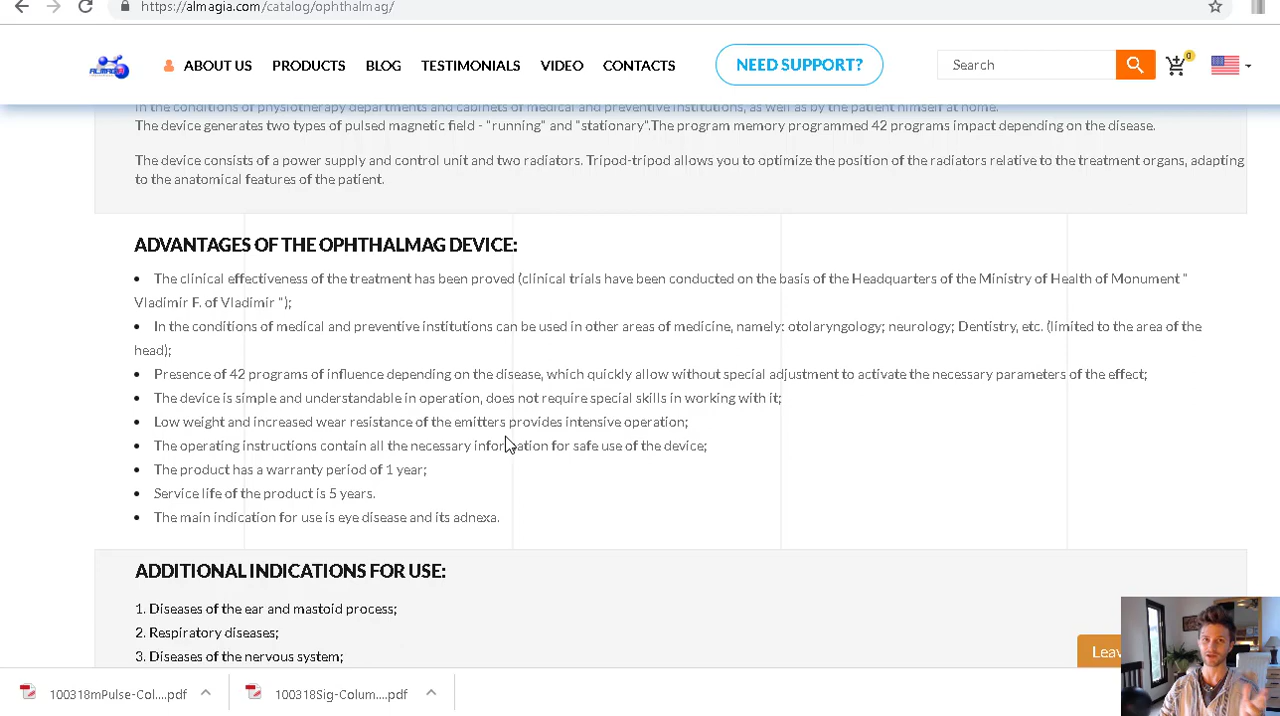 https://almagia.com/catalog/ophthalmag/
ALMAGIA
ABOUT US
PRODUCTS
BLOG
TESTIMONIALS
VIDEO
CONTACTS
NEED SUPPORT?
Search
0
In the conditions of physiotherapy departments and cabinets of medical and preventive institutions, as well as by the patient himself at home.
The device generates two types of pulsed magnetic field - "running" and "stationary".The program memory programmed 42 programs impact depending on the disease.
The device consists of a power supply and control unit and two radiators. Tripod-tripod allows you to optimize the position of the radiators relative to the treatment organs, adapting
to the anatomical features of the patient.
ADVANTAGES OF THE OPHTHALMAG DEVICE:
• The clinical effectiveness of the treatment has been proved (clinical trials have been conducted on the basis of the Headquarters of the Ministry of Health of Monument "
Vladimir F. of Vladimir ");
• In the conditions of medical and preventive institutions can be used in other areas of medicine, namely: otolaryngology; neurology; Dentistry, etc. (limited to the area of the
head);
• Presence of 42 programs of influence depending on the disease, which quickly allow without special adjustment to activate the necessary parameters of the effect;
• The device is simple and understandable in operation, does not require special skills in working with it;
• Low weight and increased wear resistance of the emitters provides intensive operation;
• The operating instructions contain all the necessary information for safe use of the device;
• The product has a warranty period of 1 year;
• Service life of the product is 5 years.
• The main indication for use is eye disease and its adnexa.
ADDITIONAL INDICATIONS FOR USE:
1. Diseases of the ear and mastoid process;
2. Respiratory diseases;
3. Diseases of the nervous system;
100318mPulse-Col....pdf
100318Sig-Colum....pdf